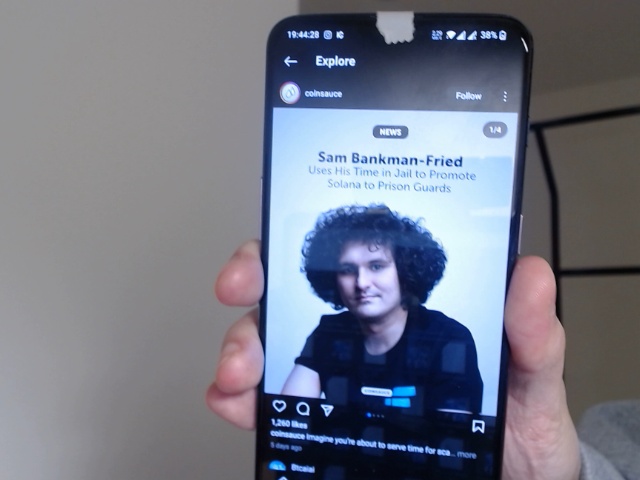 19:44:28
38%
Explore
coinsauce
Follow
NEWS
1/4
Sam Bankman-Fried
Uses His Time in Jail to Promote
Solana to Prison Guards
1,260 likes
coinsauce Imagine you're about to serve time for sca... more
5 days ago
Btcalai